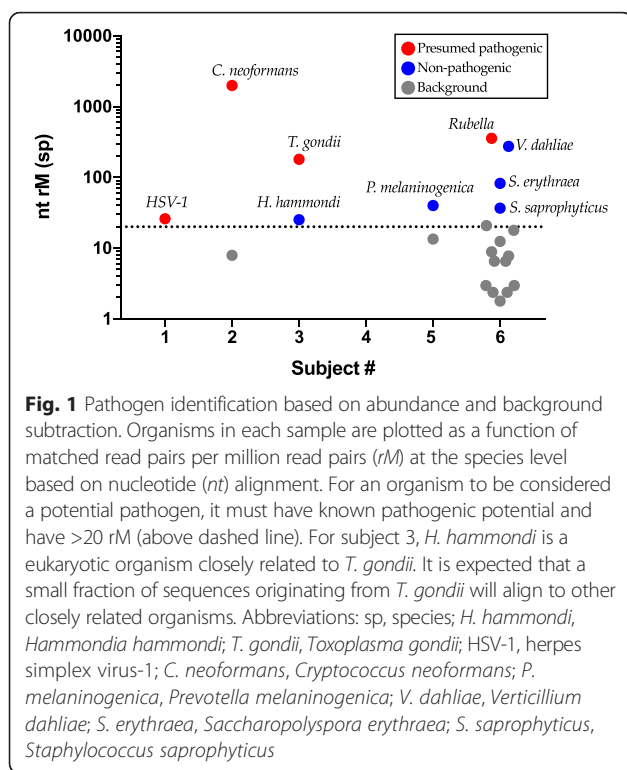 10000
1000
100
10
1
nt rM (sp)
Presumed pathogenic
Non-pathogenic
Background
C. neoformans
T. gondii
Rubella
V. dahliae
HSV-1
H. hammondi
P. melaninogenica
S. erythraea
S. saprophyticus
1 2 3 4 5 6
Subject #
Fig. 1 Pathogen identification based on abundance and background
subtraction. Organisms in each sample are plotted as a function of
matched read pairs per million read pairs (rM) at the species level
based on nucleotide (nt) alignment. For an organism to be considered
a potential pathogen, it must have known pathogenic potential and
have >20 rM (above dashed line). For subject 3, H. hammondi is a
eukaryotic organism closely related to T. gondii. It is expected that a
small fraction of sequences originating from T. gondii will align to other
closely related organisms. Abbreviations: sp, species; H. hammondi,
Hammondia hammondi; T. gondii, Toxoplasma gondii; HSV-1, herpes
simplex virus-1; C. neoformans, Cryptococcus neoformans; P.
melaninogenica, Prevotella melaninogenica; V. dahliae, Verticillium
dahliae; S. erythraea, Saccharopolyspora erythraea; S. saprophyticus,
Staphylococcus saprophyticus